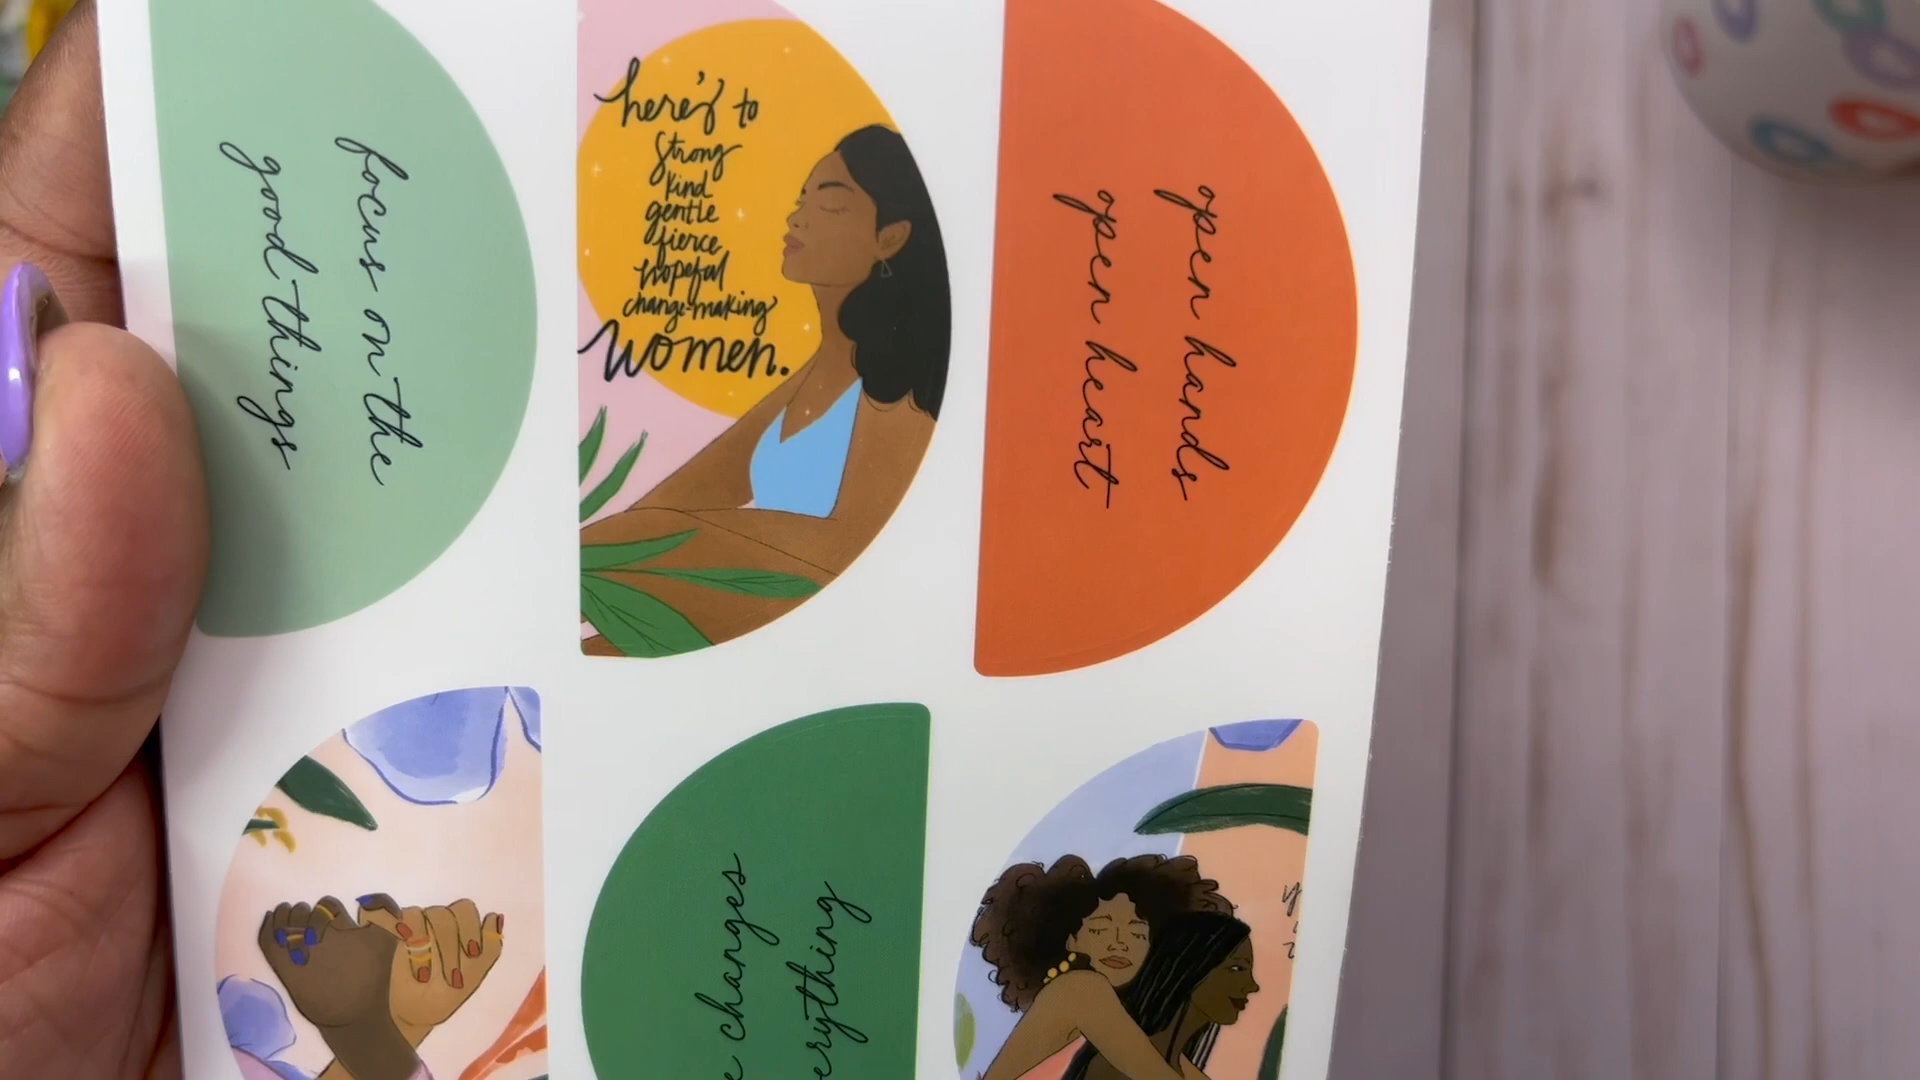 focus on the
good things
here's to
strong
kind
gentle
fierce
hopeful
change-making
women.
open hands
open heart
changes